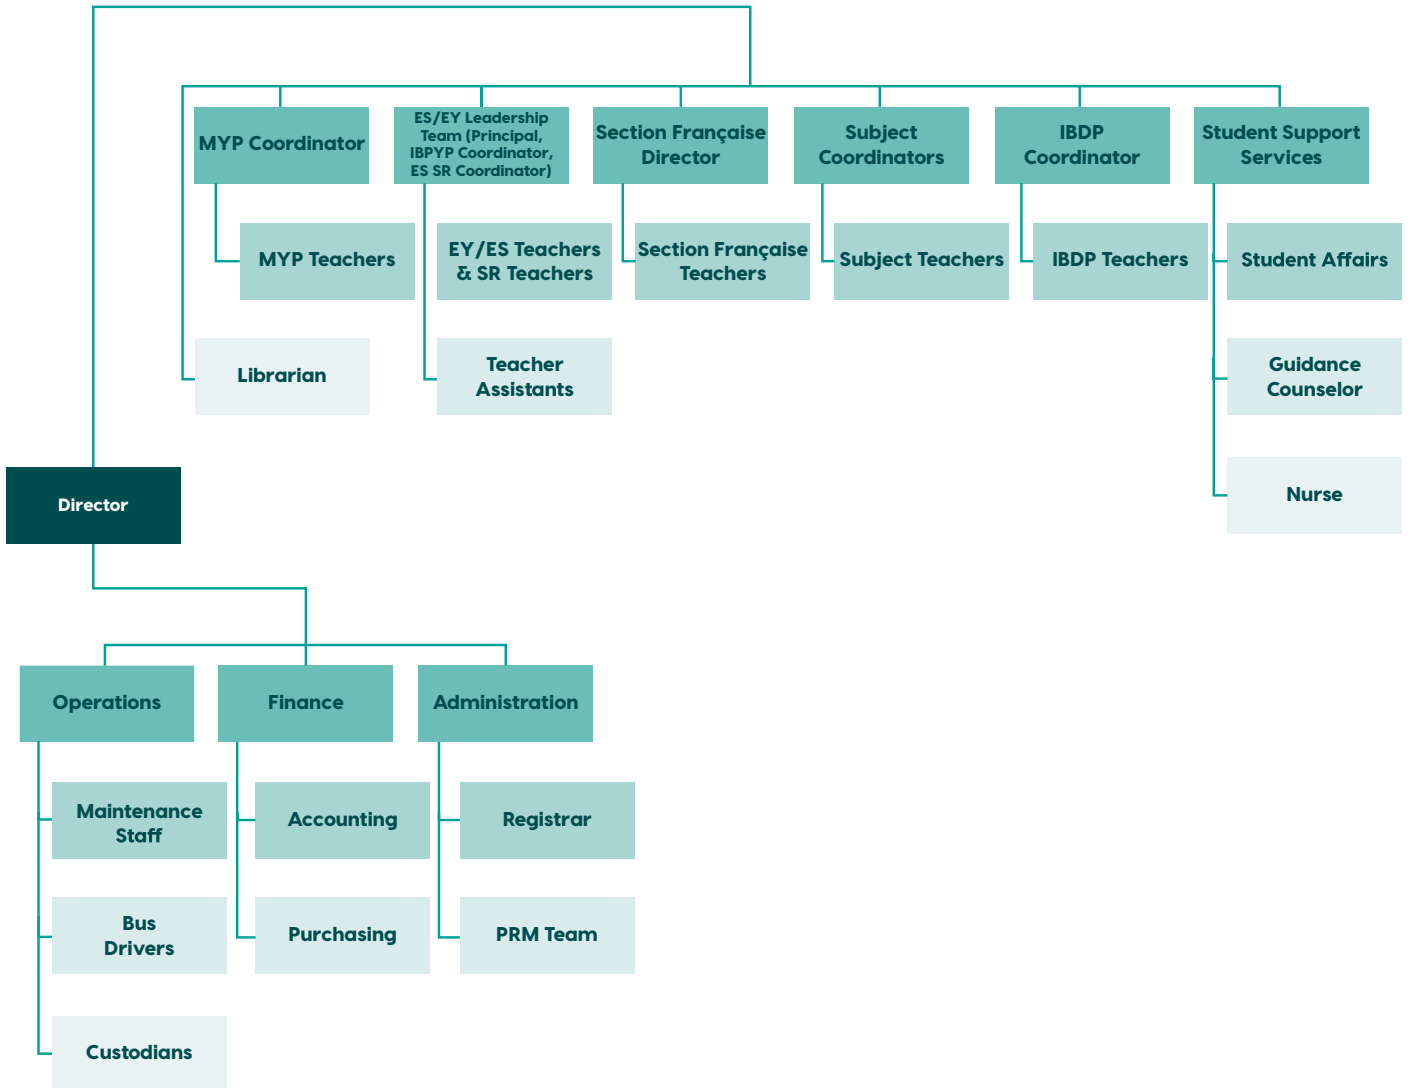 MYP Coordinator
ES/EY Leadership
Team (Principal,
IBPYP Coordinator,
ES SR Coordinator)
Section Française
Director
Subject
Coordinators
IBDP
Coordinator
Student Support
Services
MYP Teachers
EY/ES Teachers
& SR Teachers
Section Française
Teachers
Subject Teachers
IBDP Teachers
Student Affairs
Librarian
Teacher
Assistants
Guidance
Counselor
Nurse
Director
Operations
Finance
Administration
Maintenance
Staff
Accounting
Registrar
Bus
Drivers
Purchasing
PRM Team
Custodians